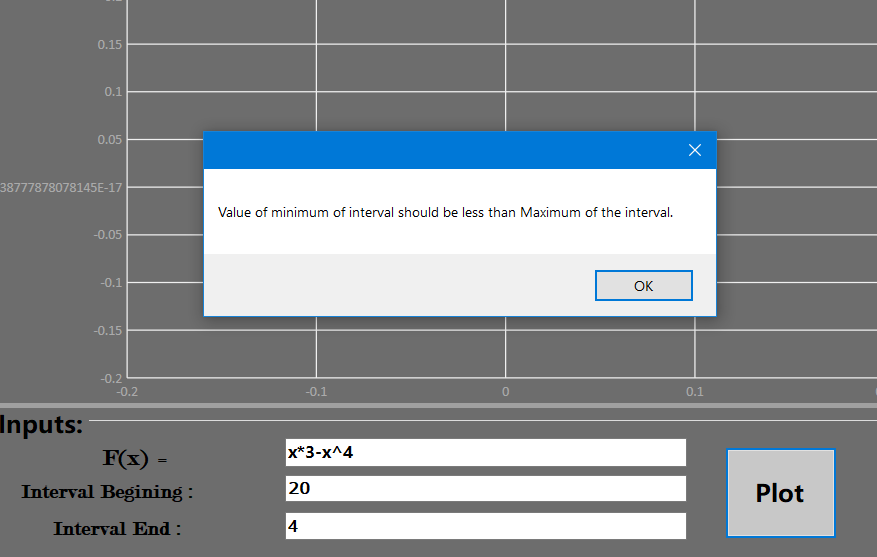 0.2
0.15
0.1
0.05
38777878078145E-17
-0.05
-0.1
-0.15
-0.2
-0.2 -0.1 0 0.1
Value of minimum of interval should be less than Maximum of the interval.
OK
Inputs:
F(x) = x*3-x^4
Interval Begining : 20
Interval End : 4
Plot